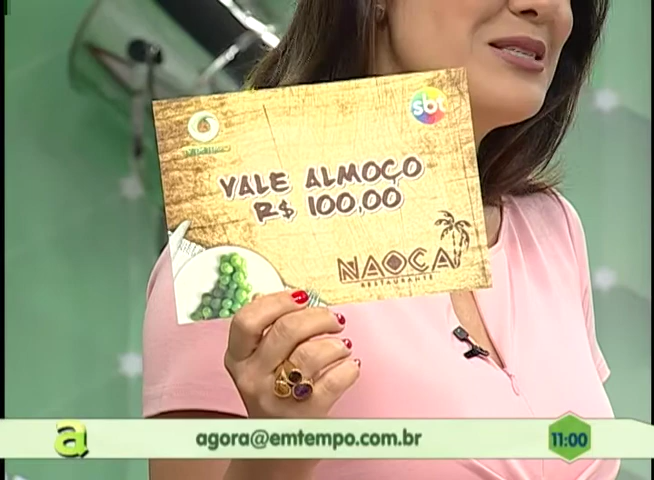 sbt
VALE ALMOÇO
R$ 100,00
NAOCA
RESTAURANTE
a
agora@emtempo.com.br
11:00